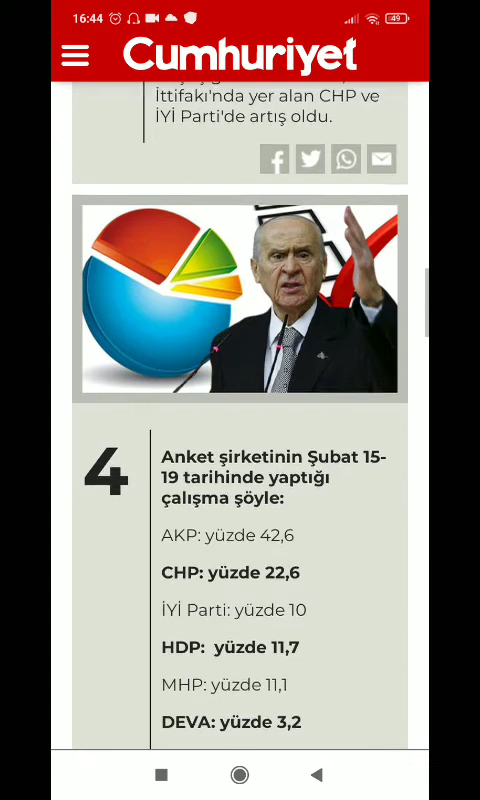 16:44
49
Cumhuriyet
İttifakı'nda yer alan CHP ve
İYİ Parti'de artış oldu.
4
Anket şirketinin Şubat 15-
19 tarihinde yaptığı
çalışma şöyle:
AKP: yüzde 42,6
CHP: yüzde 22,6
İYİ Parti: yüzde 10
HDP: yüzde 11,7
MHP: yüzde 11,1
DEVA: yüzde 3,2